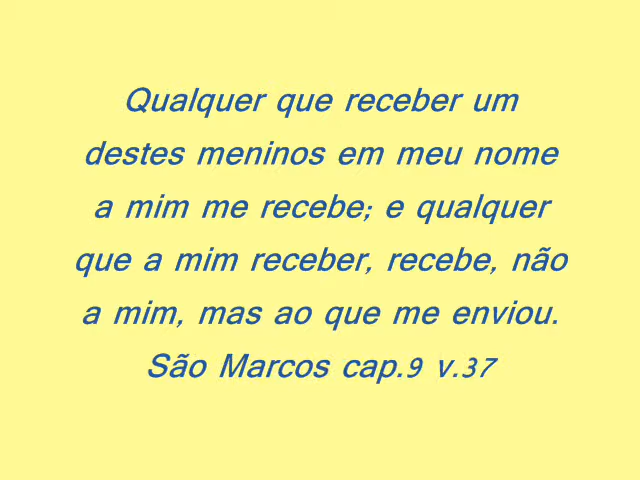 Qualquer que receber um
destes meninos em meu nome
a mim me recebe; e qualquer
que a mim receber, recebe, não
a mim, mas ao que me enviou.
São Marcos cap.9 v.37